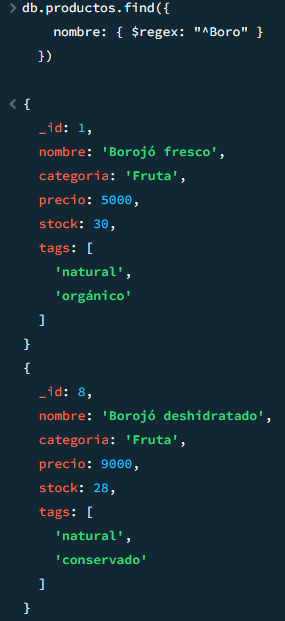 > db.productos.find({
nombre: { $regex: "^Boro" }
})
< {
_id: 1,
nombre: 'Borojó fresco',
categoria: 'Fruta',
precio: 5000,
stock: 30,
tags: [
'natural',
'orgánico'
]
}
{
_id: 8,
nombre: 'Borojó deshidratado',
categoria: 'Fruta',
precio: 9000,
stock: 28,
tags: [
'natural',
'conservado'
]
}